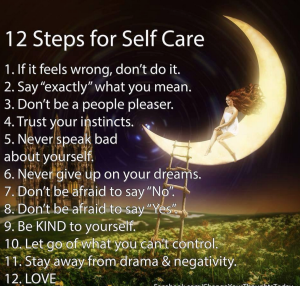 12 Steps for Self Care
1. If it feels wrong, don't do it.
2. Say "exactly" what you mean.
3. Don't be a people pleaser.
4. Trust your instincts.
5. Never speak bad
about yourself.
6. Never give up on your dreams.
7. Don't be afraid to say "No".
8. Don't be afraid to say "Yes".
9. Be KIND to yourself.
10. Let go of what you can't control.
11. Stay away from drama & negativity.
12. LOVE